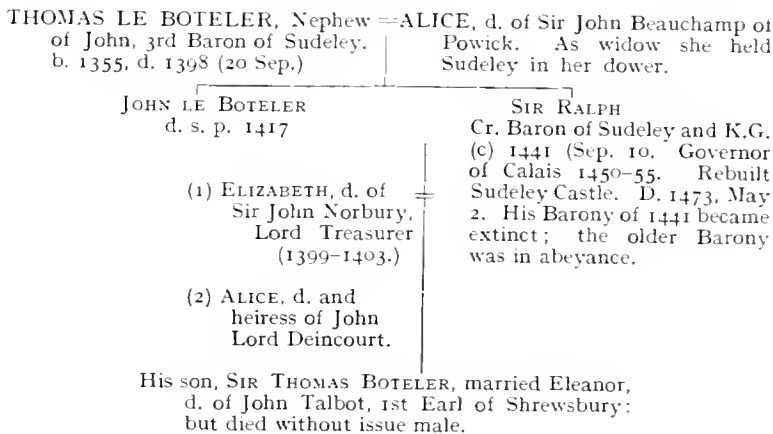 THOMAS LE BOTELER, Nephew
of John, 3rd Baron of Sudeley.
b. 1355, d. 1398 (20 Sep.)
=ALICE, d. of Sir John Beauchamp of
Powick. As widow she held
Sudeley in her dower.
JOHN LE BOTELER
d. s. p. 1417
SIR RALPH
Cr. Baron of Sudeley and K.G.
(c) 1441 (Sep. 10. Governor
of Calais 1450-55. Rebuilt
Sudeley Castle. D. 1473, May
2. His Barony of 1441 became
extinct; the older Barony
was in abeyance.
(1) ELIZABETH, d. of =
Sir John Norbury,
Lord Treasurer
(1399-1403.)
(2) ALICE, d. and
heiress of John
Lord Deincourt.
His son, SIR THOMAS BOTELER, married Eleanor,
d. of John Talbot, 1st Earl of Shrewsbury:
but died without issue male.